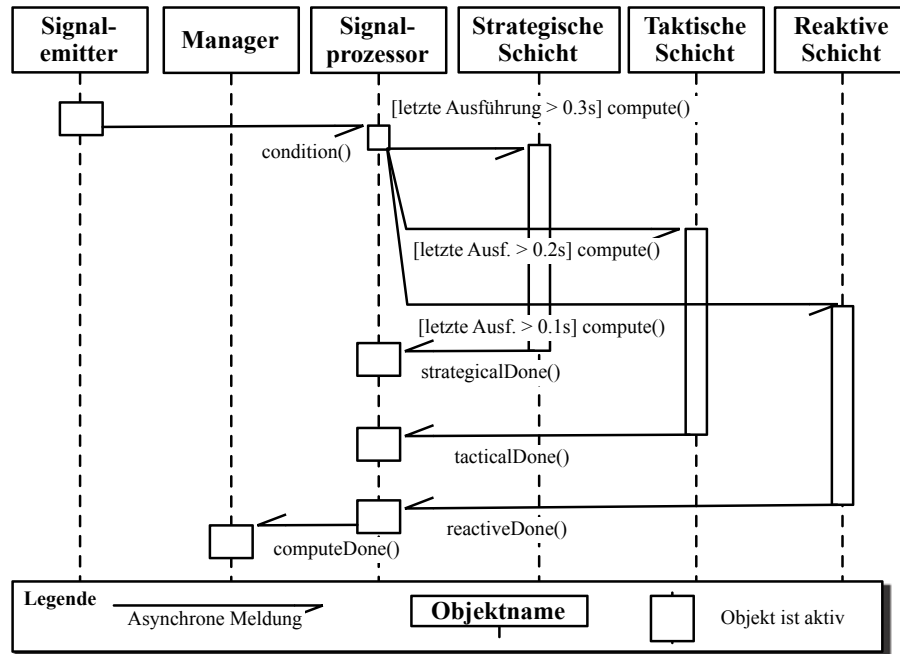 Signal-
emitter
Manager
Signal-
prozessor
Strategische
Schicht
Taktische
Schicht
Reaktive
Schicht
[letzte Ausführung > 0.3s] compute()
condition()
[letzte Ausf. > 0.2s] compute()
[letzte Ausf. > 0.1s] compute()
strategicalDone()
tacticalDone()
reactiveDone()
computeDone()
Legende
Asynchrone Meldung
Objektname
Objekt ist aktiv